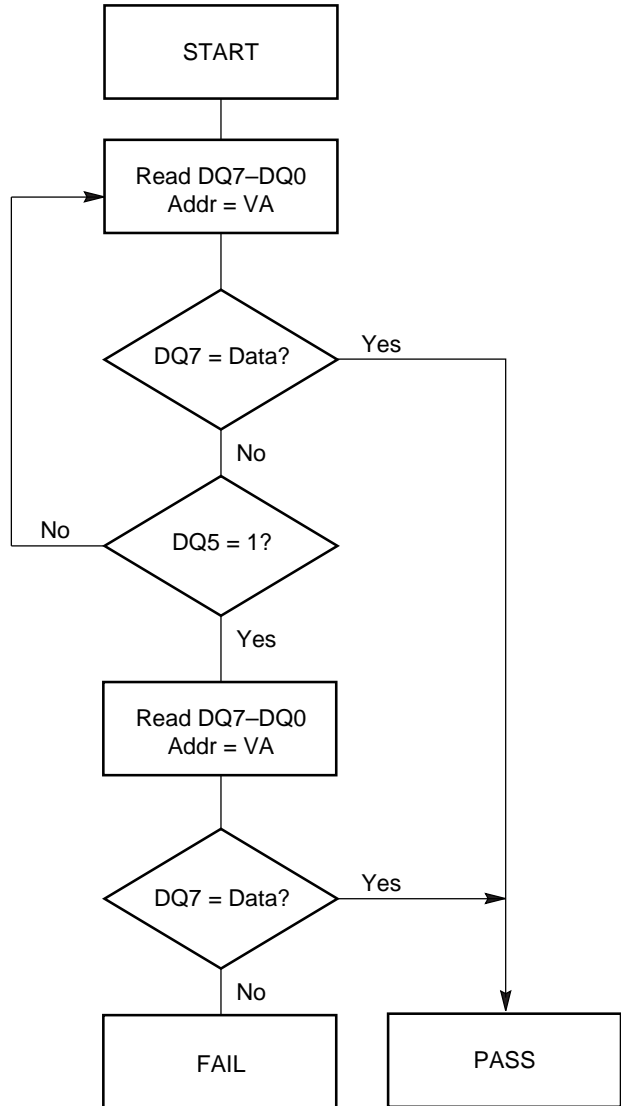 START
Read DQ7–DQ0
Addr = VA
DQ7 = Data?
Yes
No
No
DQ5 = 1?
Yes
Read DQ7–DQ0
Addr = VA
DQ7 = Data?
Yes
No
FAIL
PASS